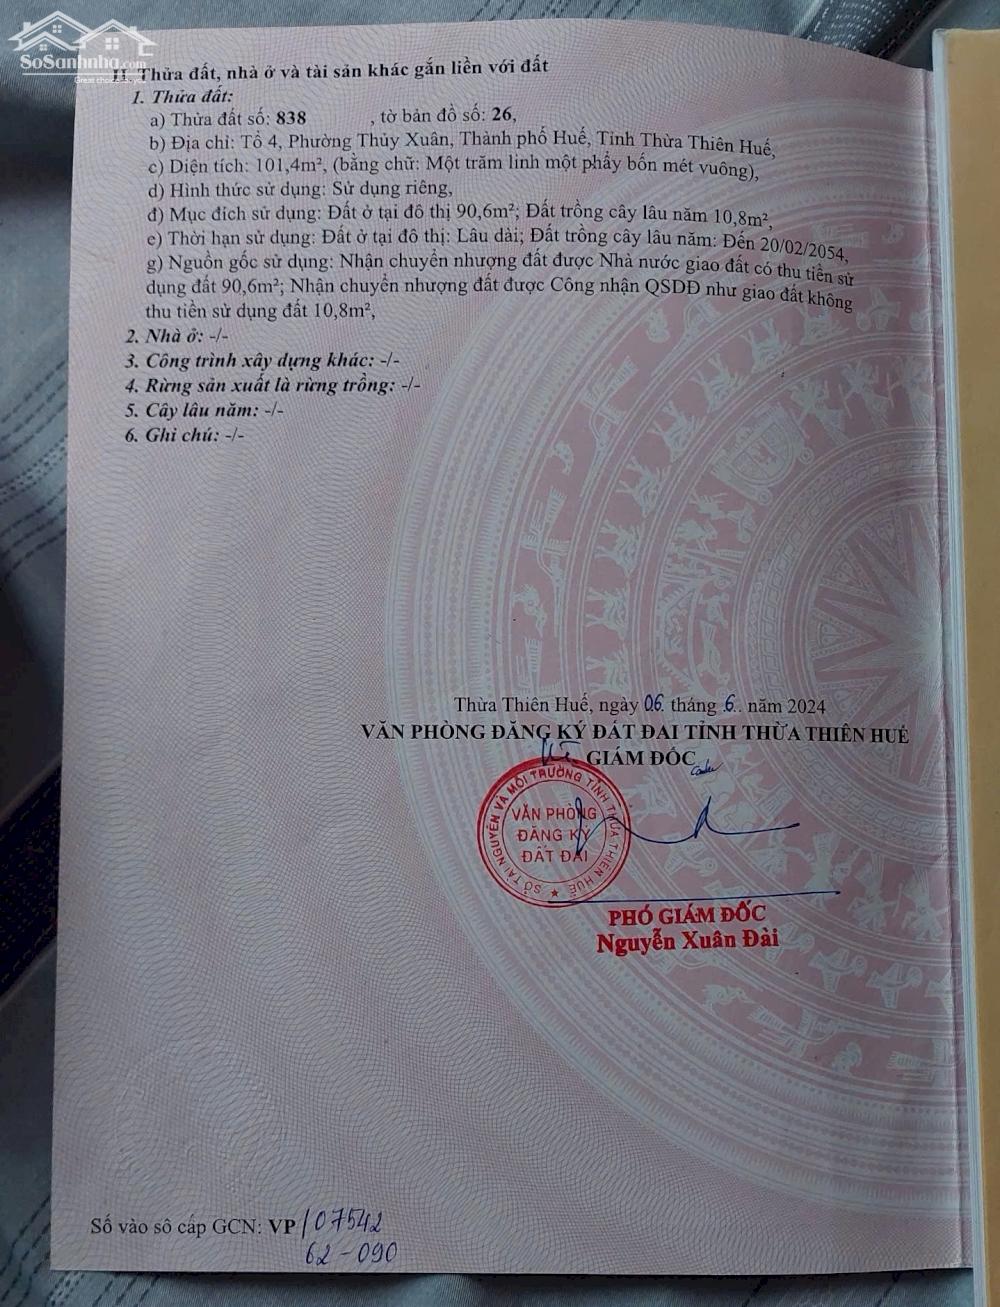 SoSanhnha.com
Great choice
II. Thửa đất, nhà ở và tài sản khác gắn liền với đất
1. Thửa đất:
a) Thửa đất số: 838 , tờ bản đồ số: 26,
b) Địa chỉ: Tổ 4, Phường Thủy Xuân, Thành phố Huế, Tỉnh Thừa Thiên Huế,
c) Diện tích: 101,4m², (bằng chữ: Một trăm linh một phẩy bốn mét vuông),
d) Hình thức sử dụng: Sử dụng riêng,
đ) Mục đích sử dụng: Đất ở tại đô thị 90,6m²; Đất trồng cây lâu năm 10,8m²,
e) Thời hạn sử dụng: Đất ở tại đô thị: Lâu dài; Đất trồng cây lâu năm: Đến 20/02/2054,
g) Nguồn gốc sử dụng: Nhận chuyển nhượng đất được Nhà nước giao đất có thu tiền sử
dụng đất 90,6m²; Nhận chuyển nhượng đất được Công nhận QSDĐ như giao đất không
thu tiền sử dụng đất 10,8m²,
2. Nhà ở: -/-
3. Công trình xây dựng khác: -/-
4. Rừng sản xuất là rừng trồng: -/-
5. Cây lâu năm: -/-
6. Ghi chú: -/-
Thừa Thiên Huế, ngày 06 tháng 6 năm 2024
VĂN PHÒNG ĐĂNG KÝ ĐẤT ĐAI TỈNH THỪA THIÊN HUẾ
GIÁM ĐỐC
SỞ TÀI NGUYÊN VÀ MÔI TRƯỜNG TỈNH THỪA THIÊN HUẾ
VĂN PHÒNG
ĐĂNG KÝ
ĐẤT ĐAI
PHÓ GIÁM ĐỐC
Nguyễn Xuân Đài
Số vào sổ cấp GCN: VP/07542
62-090